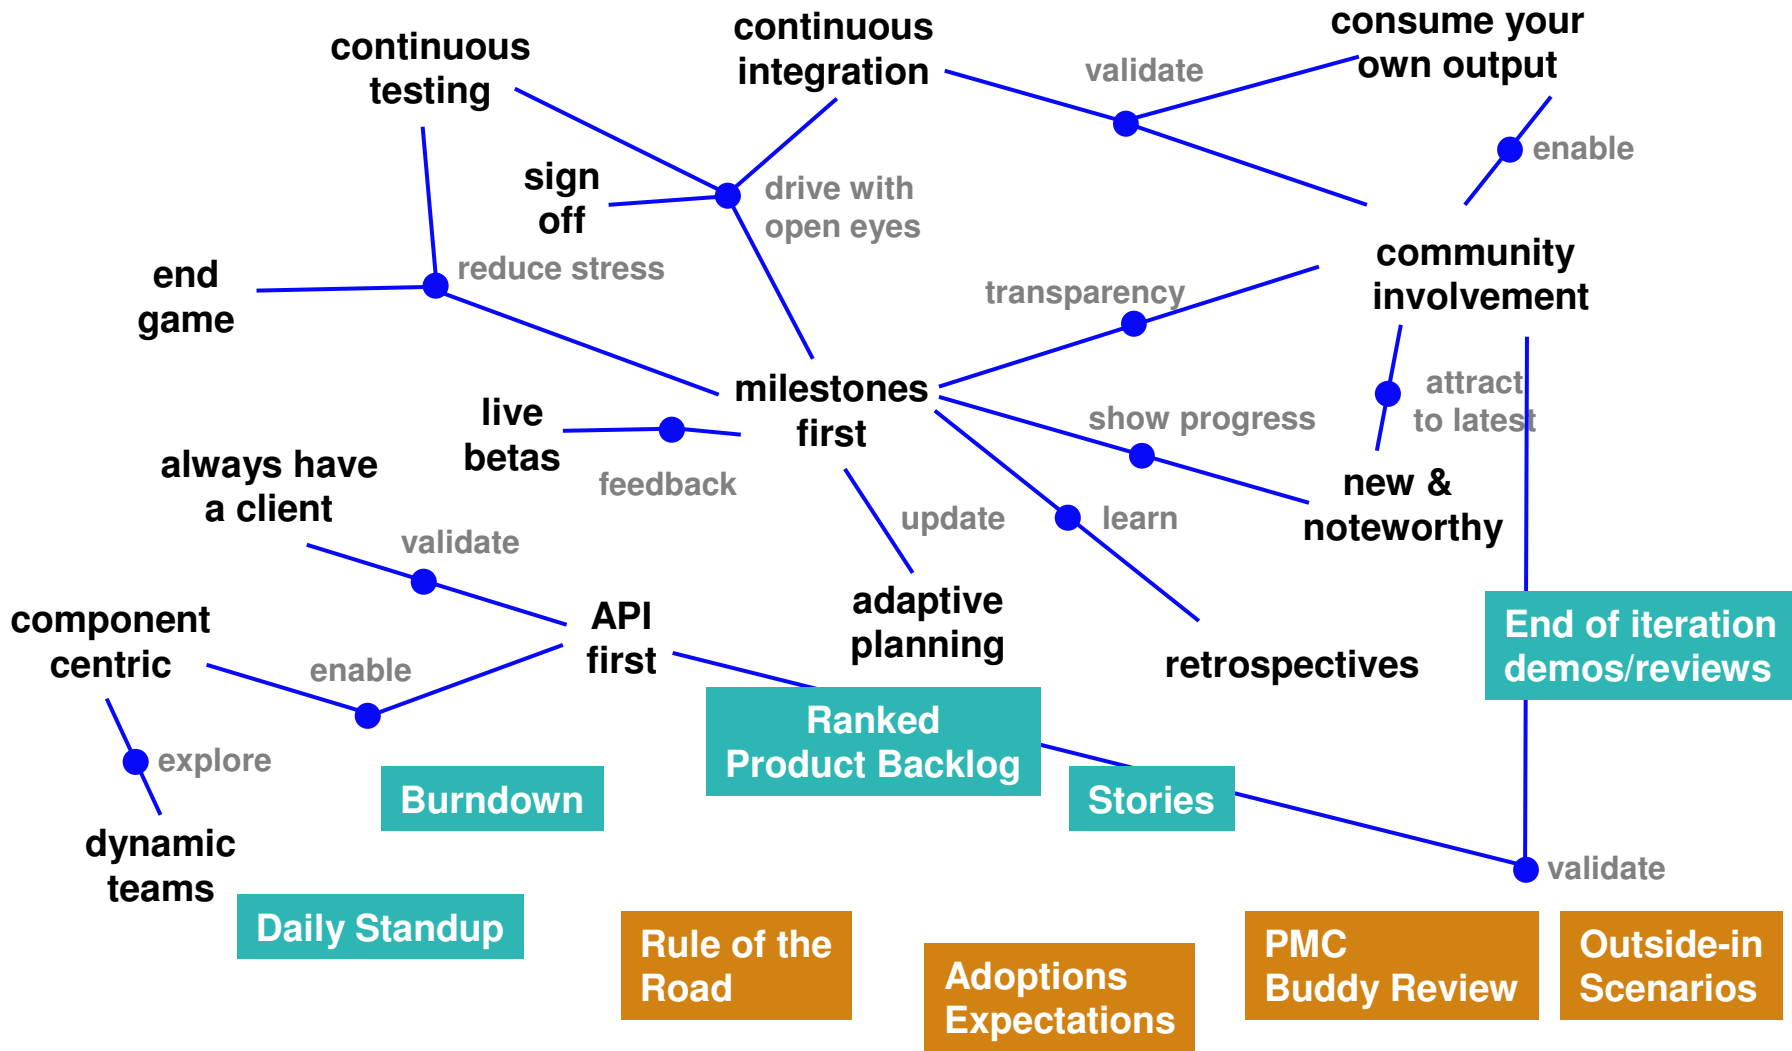 continuous
testing
continuous
integration
consume your
own output
validate
enable
sign
off
drive with
open eyes
reduce stress
end
game
community
involvement
transparency
milestones
first
attract
to latest
show progress
live
betas
feedback
always have
a client
new &
noteworthy
update
learn
validate
component
centric
API
first
adaptive
planning
retrospectives
End of iteration
demos/reviews
enable
Ranked
Product Backlog
explore
Burndown
Stories
dynamic
teams
validate
Daily Standup
Rule of the
Road
Adoptions
Expectations
PMC
Buddy Review
Outside-in
Scenarios